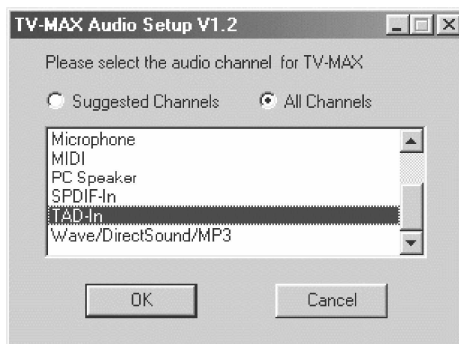 TV-MAX Audio Setup V1.2
Please select the audio channel for TV-MAX
Suggested Channels All Channels
Microphone
MIDI
PC Speaker
SPDIF-In
TAD-In
Wave/DirectSound/MP3
OK Cancel